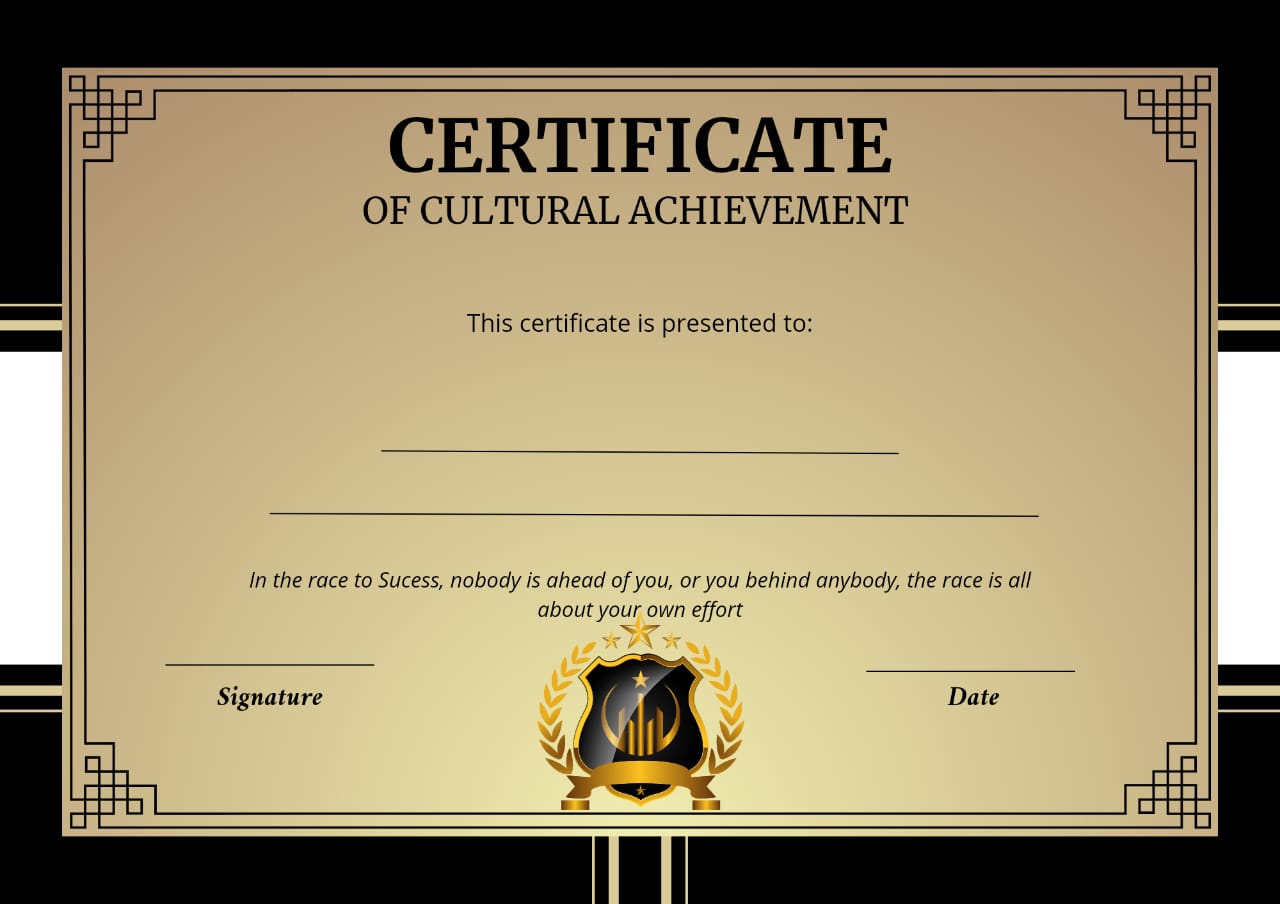 CERTIFICATE
OF CULTURAL ACHIEVEMENT
This certificate is presented to:
In the race to Sucess, nobody is ahead of you, or you behind anybody, the race is all
about your own effort
Signature
Date